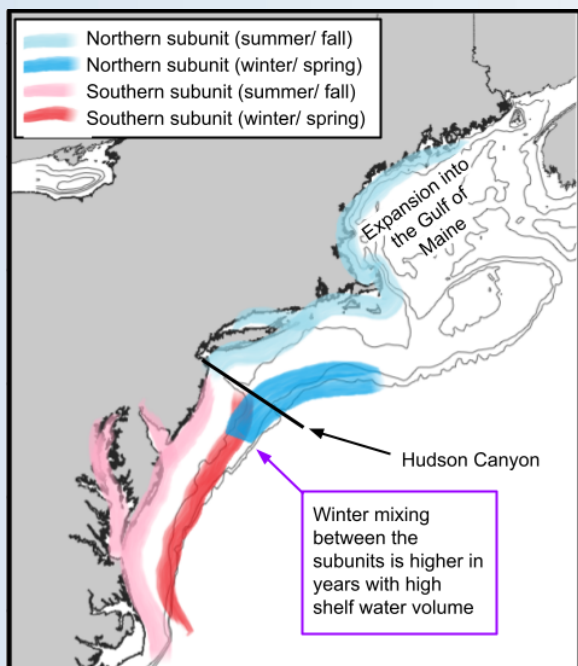 Northern subunit (summer/ fall)
Northern subunit (winter/ spring)
Southern subunit (summer/ fall)
Southern subunit (winter/ spring)
Expansion into
the Gulf of
Maine
Hudson Canyon
Winter mixing
between the
subunits is higher in
years with high
shelf water volume